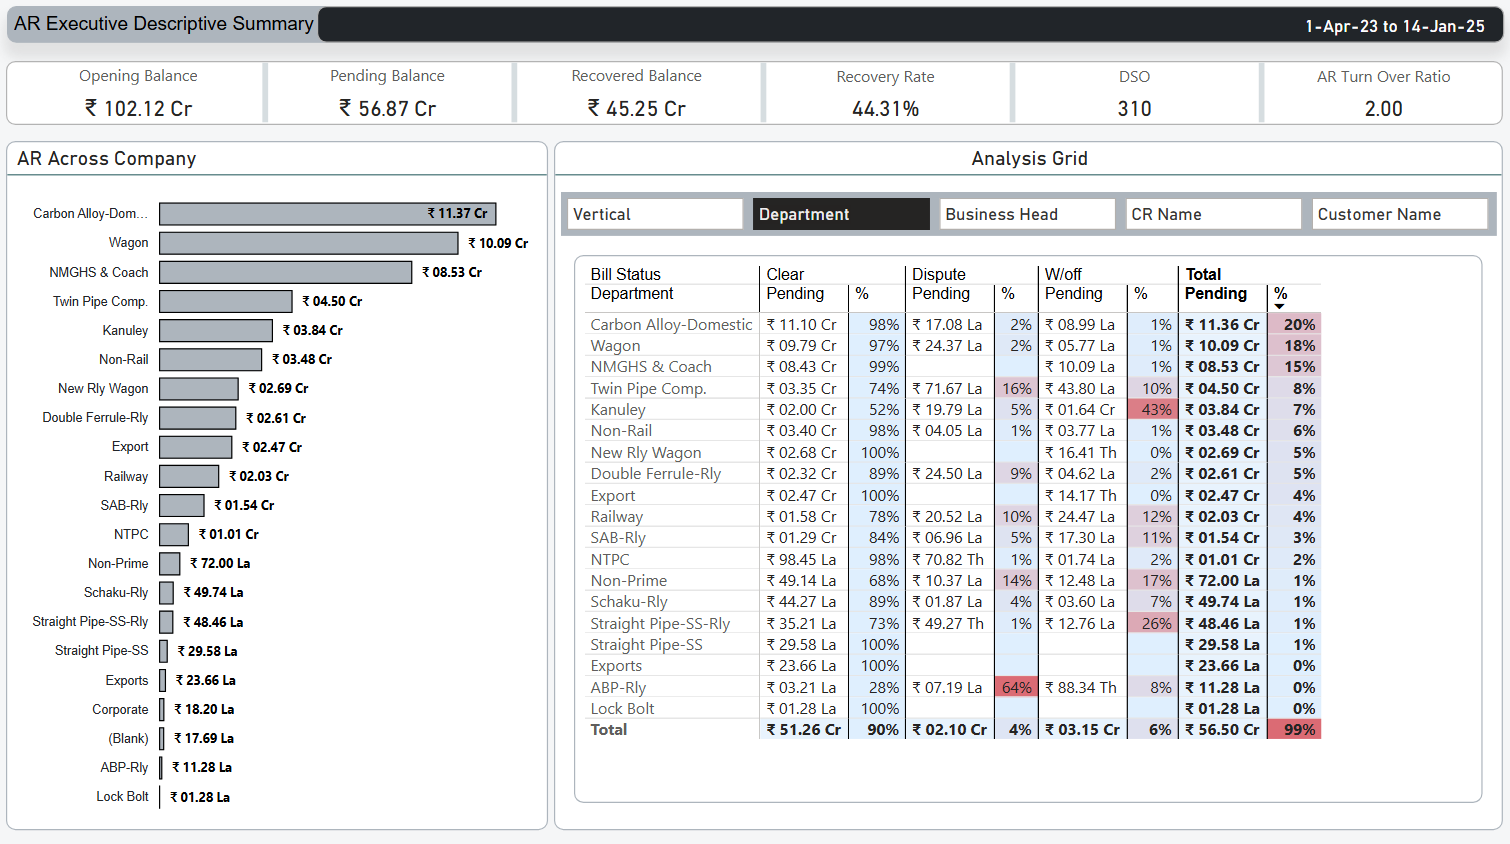 AR Executive Descriptive Summary
1-Apr-23 to 14-Jan-25
Opening Balance
₹ 102.12 Cr
Pending Balance
₹ 56.87 Cr
Recovered Balance
₹ 45.25 Cr
Recovery Rate
44.31%
DSO
310
AR Turn Over Ratio
2.00
AR Across Company
Carbon Alloy-Dom... ₹ 11.37 Cr
Wagon ₹ 10.09 Cr
NMGHS & Coach ₹ 08.53 Cr
Twin Pipe Comp. ₹ 04.50 Cr
Kanuley ₹ 03.84 Cr
Non-Rail ₹ 03.48 Cr
New Rly Wagon ₹ 02.69 Cr
Double Ferrule-Rly ₹ 02.61 Cr
Export ₹ 02.47 Cr
Railway ₹ 02.03 Cr
SAB-Rly ₹ 01.54 Cr
NTPC ₹ 01.01 Cr
Non-Prime ₹ 72.00 La
Schaku-Rly ₹ 49.74 La
Straight Pipe-SS-Rly ₹ 48.46 La
Straight Pipe-SS ₹ 29.58 La
Exports ₹ 23.66 La
Corporate ₹ 18.20 La
(Blank) ₹ 17.69 La
ABP-Rly ₹ 11.28 La
Lock Bolt ₹ 01.28 La
Analysis Grid
Vertical Department Business Head CR Name Customer Name
Bill Status Clear Dispute W/off Total
Department Pending % Pending % Pending % Pending %
Carbon Alloy-Domestic ₹ 11.10 Cr 98% ₹ 17.08 La 2% ₹ 08.99 La 1% ₹ 11.36 Cr 20%
Wagon ₹ 09.79 Cr 97% ₹ 24.37 La 2% ₹ 05.77 La 1% ₹ 10.09 Cr 18%
NMGHS & Coach ₹ 08.43 Cr 99% ₹ 10.09 La 1% ₹ 08.53 Cr 15%
Twin Pipe Comp. ₹ 03.35 Cr 74% ₹ 71.67 La 16% ₹ 43.80 La 10% ₹ 04.50 Cr 8%
Kanuley ₹ 02.00 Cr 52% ₹ 19.79 La 5% ₹ 01.64 Cr 43% ₹ 03.84 Cr 7%
Non-Rail ₹ 03.40 Cr 98% ₹ 04.05 La 1% ₹ 03.77 La 1% ₹ 03.48 Cr 6%
New Rly Wagon ₹ 02.68 Cr 100% ₹ 16.41 Th 0% ₹ 02.69 Cr 5%
Double Ferrule-Rly ₹ 02.32 Cr 89% ₹ 24.50 La 9% ₹ 04.62 La 2% ₹ 02.61 Cr 5%
Export ₹ 02.47 Cr 100% ₹ 14.17 Th 0% ₹ 02.47 Cr 4%
Railway ₹ 01.58 Cr 78% ₹ 20.52 La 10% ₹ 24.47 La 12% ₹ 02.03 Cr 4%
SAB-Rly ₹ 01.29 Cr 84% ₹ 06.96 La 5% ₹ 17.30 La 11% ₹ 01.54 Cr 3%
NTPC ₹ 98.45 La 98% ₹ 70.82 Th 1% ₹ 01.74 La 2% ₹ 01.01 Cr 2%
Non-Prime ₹ 49.14 La 68% ₹ 10.37 La 14% ₹ 12.48 La 17% ₹ 72.00 La 1%
Schaku-Rly ₹ 44.27 La 89% ₹ 01.87 La 4% ₹ 03.60 La 7% ₹ 49.74 La 1%
Straight Pipe-SS-Rly ₹ 35.21 La 73% ₹ 49.27 Th 1% ₹ 12.76 La 26% ₹ 48.46 La 1%
Straight Pipe-SS ₹ 29.58 La 100% ₹ 29.58 La 1%
Exports ₹ 23.66 La 100% ₹ 23.66 La 0%
ABP-Rly ₹ 03.21 La 28% ₹ 07.19 La 64% ₹ 88.34 Th 8% ₹ 11.28 La 0%
Lock Bolt ₹ 01.28 La 100% ₹ 01.28 La 0%
Total ₹ 51.26 Cr 90% ₹ 02.10 Cr 4% ₹ 03.15 Cr 6% ₹ 56.50 Cr 99%